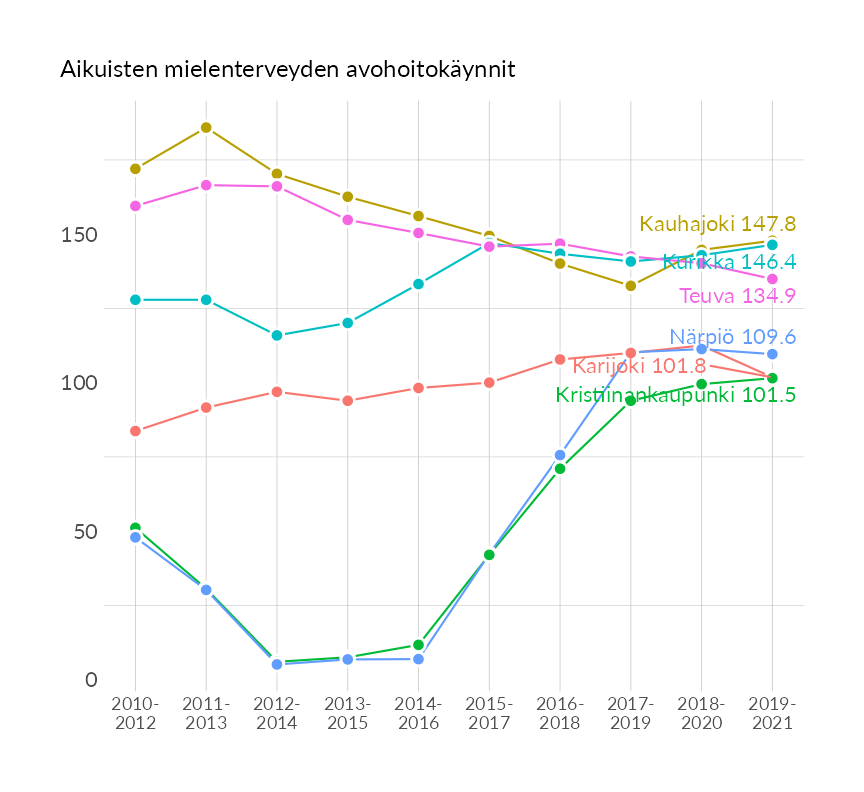 Aikuisten mielenterveyden avohoitokäynnit
Kauhajoki 147.8
150
Kurikka 146.4
Teuva 134.9
Närpiö 109.6
Karijoki 101.8
100
Kristiinankaupunki 101.5
50
0
2010- 2011- 2012- 2013- 2014- 2015- 2016- 2017- 2018- 2019-
2012 2013 2014 2015 2016 2017 2018 2019 2020 2021